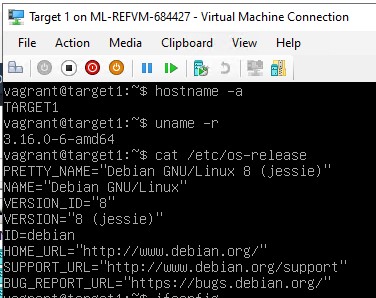 Target 1 on ML-REFVM-684427 - Virtual Machine Connection
File Action Media Clipboard View Help
vagrant@target1:~$ hostname -a
TARGET1
vagrant@target1:~$ uname -r
3.16.0-6-amd64
vagrant@target1:~$ cat /etc/os-release
PRETTY_NAME="Debian GNU/Linux 8 (jessie)"
NAME="Debian GNU/Linux"
VERSION_ID="8"
VERSION="8 (jessie)"
ID=debian
HOME_URL="http://www.debian.org/"
SUPPORT_URL="http://www.debian.org/support"
BUG_REPORT_URL="https://bugs.debian.org/"
vagrant@target1:~$ ifconfig